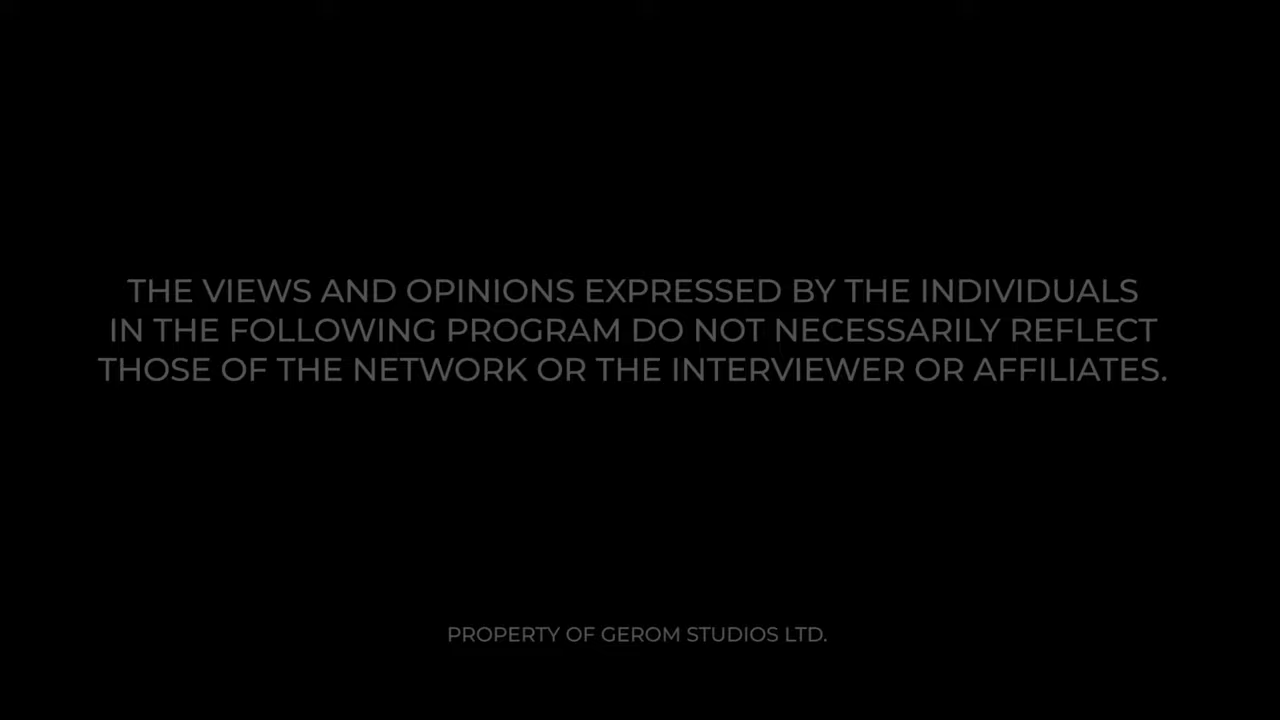 THE VIEWS AND OPINIONS EXPRESSED BY THE INDIVIDUALS
IN THE FOLLOWING PROGRAM DO NOT NECESSARILY REFLECT
THOSE OF THE NETWORK OR THE INTERVIEWER OR AFFILIATES.
PROPERTY OF GEROM STUDIOS LTD.